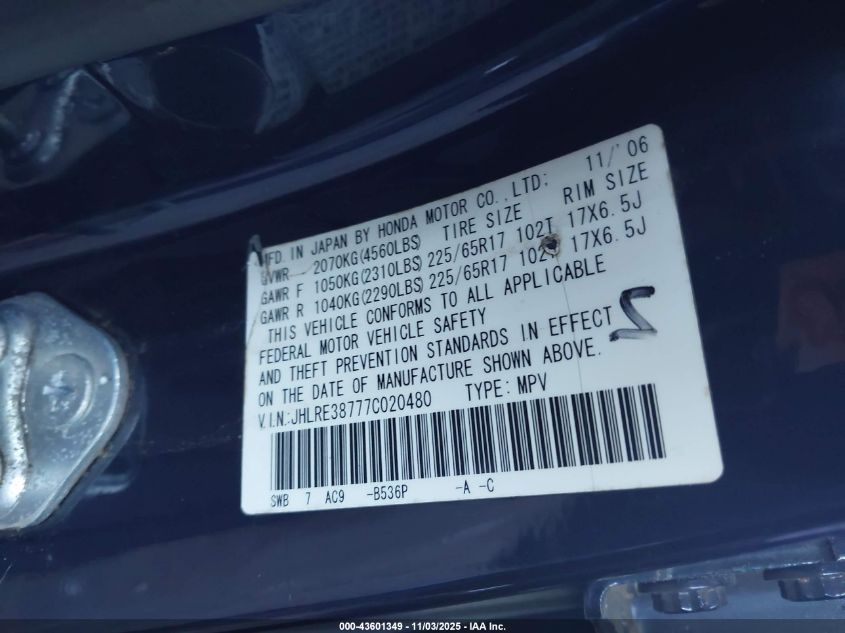 MFD. IN JAPAN BY HONDA MOTOR CO.,LTD: 11/'06
GVWR 2070KG(4560LBS) TIRE SIZE RIM SIZE
GAWR F 1050KG(2310LBS) 225/65R17 102T 17X6.5J
GAWR R 1040KG(2290LBS) 225/65R17 102T 17X6.5J
THIS VEHICLE CONFORMS TO ALL APPLICABLE
FEDERAL MOTOR VEHICLE SAFETY
AND THEFT PREVENTION STANDARDS IN EFFECT
ON THE DATE OF MANUFACTURE SHOWN ABOVE.
2
V.I.N:JHLRE38777C020480 TYPE: MPV
SWB 7 AC9 -B536P -A -C
000-43601349 - 11/03/2025 - IAA Inc.